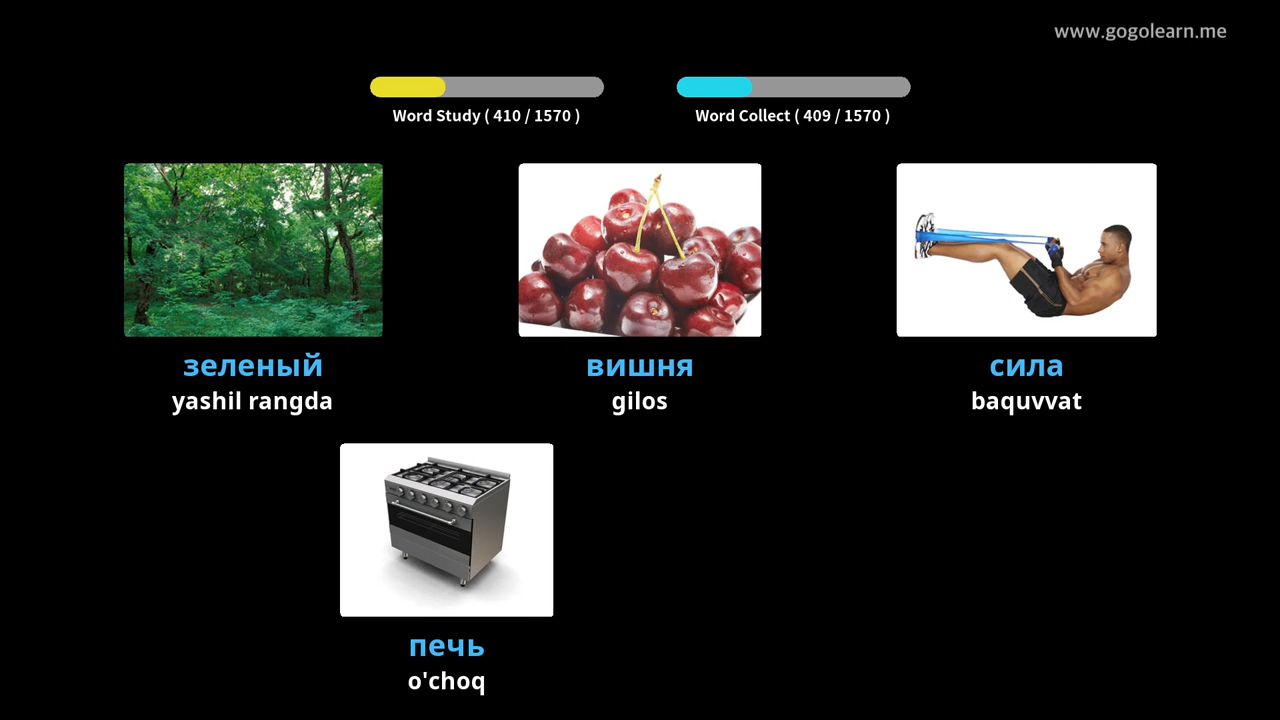 www.gogolearn.me
Word Study ( 410 / 1570 )
Word Collect ( 409 / 1570 )
зеленый
yashil rangda
вишня
gilos
сила
baquvvat
печь
o'choq